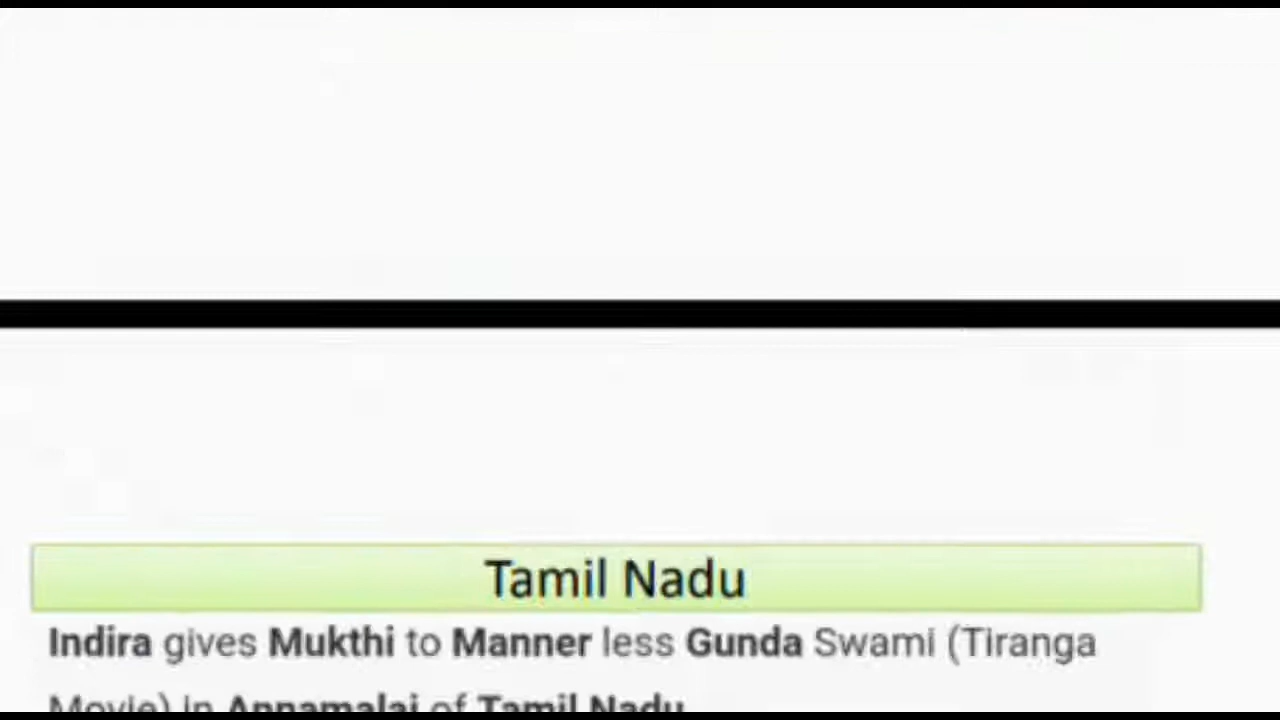 Tamil Nadu
Indira gives Mukthi to Manner less Gunda Swami (Tiranga
Movie) in Annamalai of Tamil Nadu